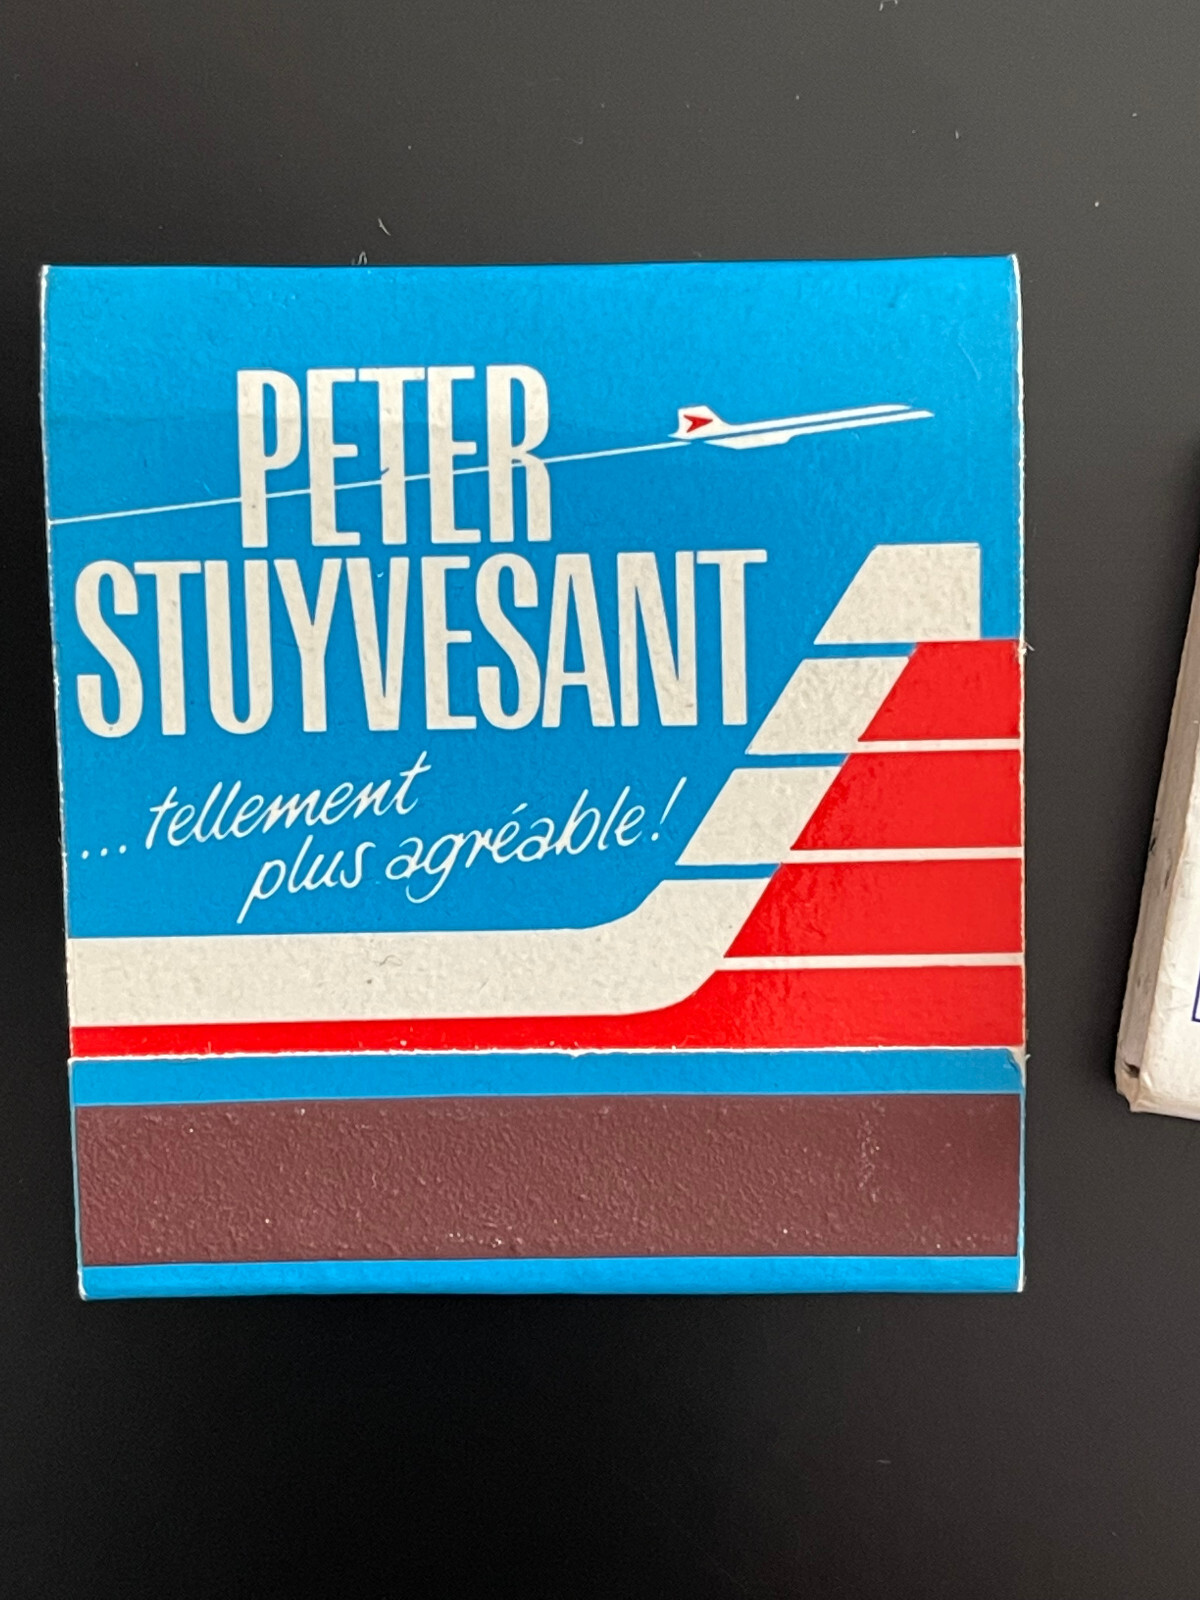 PETER
STUYVESANT
...tellement
plus agréable!